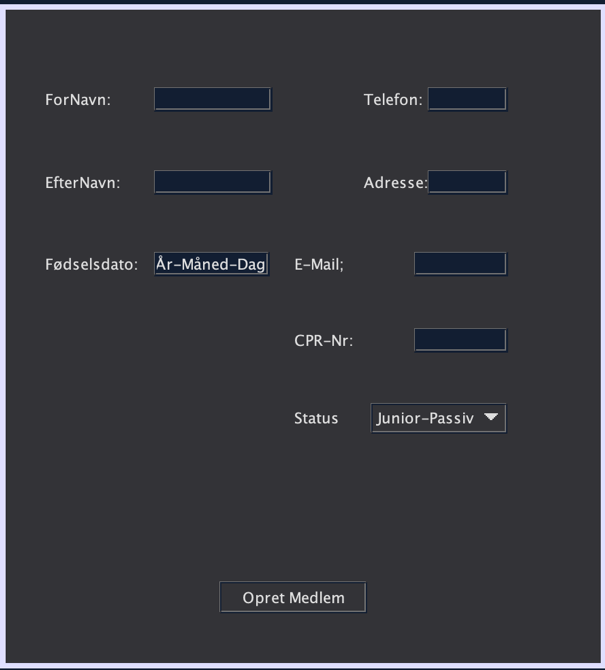 ForNavn:
Telefon:
EfterNavn:
Adresse:
Fødselsdato: År-Måned-Dag
E-Mail;
CPR-Nr:
Status Junior-Passiv
Opret Medlem